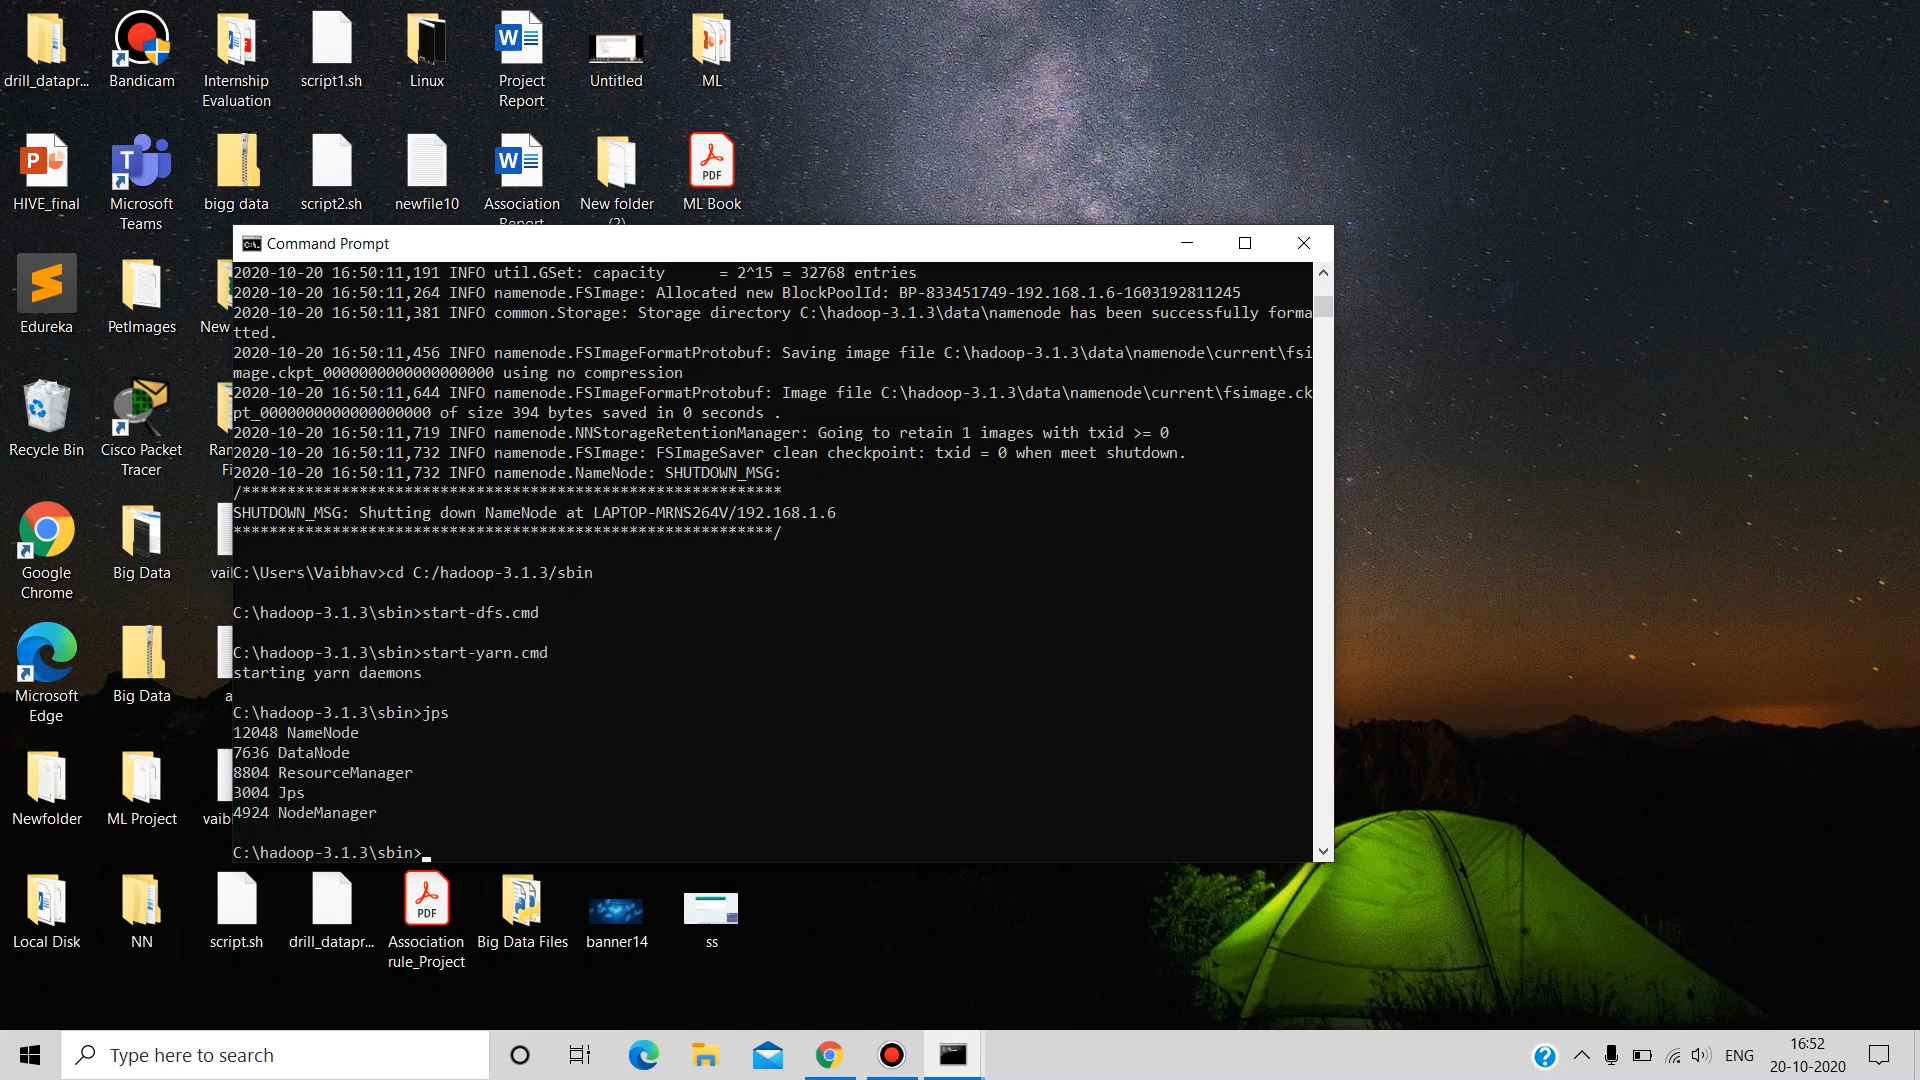 drill_datapr...
Bandicam
Internship
Evaluation
script1.sh
Linux
Project
Report
Untitled
ML
HIVE_final
Microsoft
Teams
bigg data
script2.sh
newfile10
Association
Report
New folder
(2)
PDF
ML Book
Command Prompt
2020-10-20 16:50:11,191 INFO util.GSet: capacity      = 2^15 = 32768 entries
2020-10-20 16:50:11,264 INFO namenode.FSImage: Allocated new BlockPoolId: BP-833451749-192.168.1.6-1603192811245
2020-10-20 16:50:11,381 INFO common.Storage: Storage directory C:\hadoop-3.1.3\data\namenode has been successfully forma
tted.
2020-10-20 16:50:11,456 INFO namenode.FSImageFormatProtobuf: Saving image file C:\hadoop-3.1.3\data\namenode\current\fsi
mage.ckpt_0000000000000000000 using no compression
2020-10-20 16:50:11,644 INFO namenode.FSImageFormatProtobuf: Image file C:\hadoop-3.1.3\data\namenode\current\fsimage.ck
pt_0000000000000000000 of size 394 bytes saved in 0 seconds .
2020-10-20 16:50:11,719 INFO namenode.NNStorageRetentionManager: Going to retain 1 images with txid >= 0
2020-10-20 16:50:11,732 INFO namenode.FSImage: FSImageSaver clean checkpoint: txid = 0 when meet shutdown.
2020-10-20 16:50:11,732 INFO namenode.NameNode: SHUTDOWN_MSG:
/************************************************************
SHUTDOWN_MSG: Shutting down NameNode at LAPTOP-MRNS264V/192.168.1.6
************************************************************/
C:\Users\Vaibhav>cd C:/hadoop-3.1.3/sbin
C:\hadoop-3.1.3\sbin>start-dfs.cmd
C:\hadoop-3.1.3\sbin>start-yarn.cmd
starting yarn daemons
C:\hadoop-3.1.3\sbin>jps
12048 NameNode
7636 DataNode
8804 ResourceManager
3004 Jps
4924 NodeManager
C:\hadoop-3.1.3\sbin>
Edureka
PetImages
New
Recycle Bin
Cisco Packet
Tracer
Ran
Fi
Google
Chrome
Big Data
vail
Microsoft
Edge
Big Data
a
Newfolder
ML Project
vaib
Local Disk
NN
script.sh
drill_datapr...
PDF
Association
rule_Project
Big Data Files
banner14
ss
Type here to search
ENG
16:52
20-10-2020